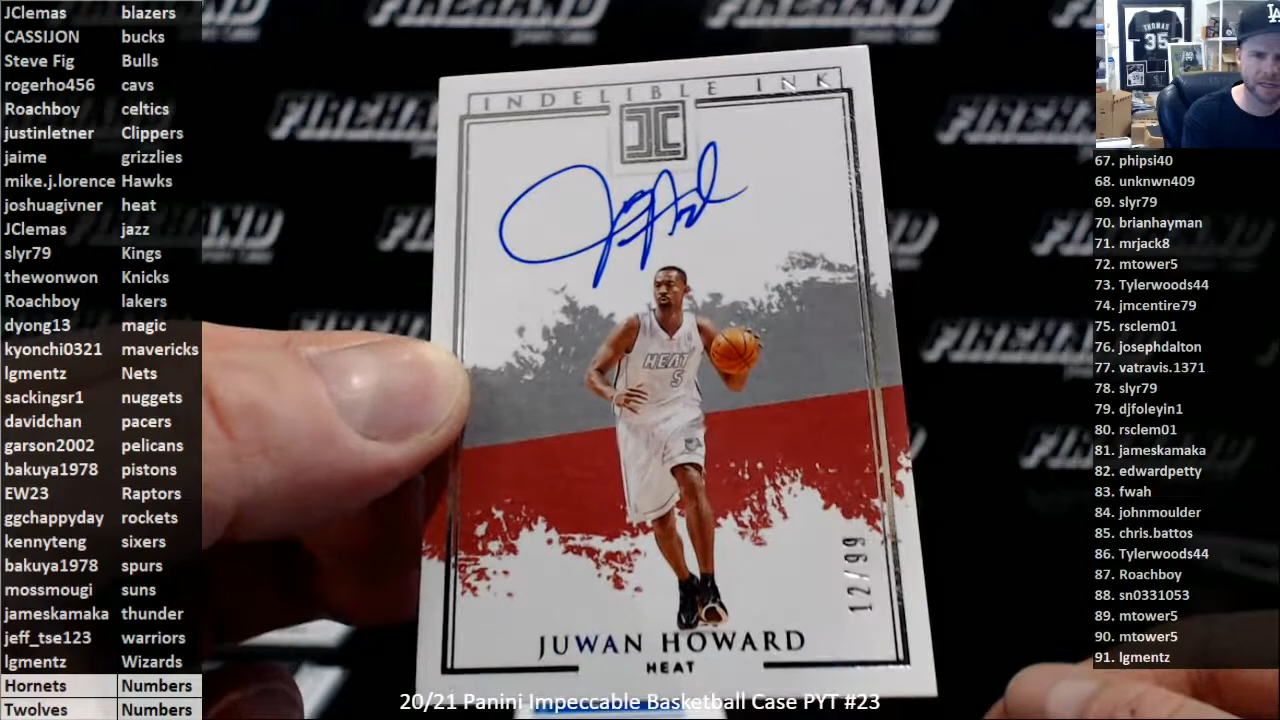 JClemas blazers
CASSIJON bucks
Steve Fig Bulls
rogerho456 cavs
Roachboy celtics
justinletner Clippers
jaime grizzlies
mike.j.lorence Hawks
joshuagivner heat
JClemas jazz
slyr79 Kings
thewonwon Knicks
Roachboy lakers
dyong13 magic
kyonchi0321 mavericks
lgmentz Nets
sackingsr1 nuggets
davidchan pacers
garson2002 pelicans
bakuya1978 pistons
EW23 Raptors
ggchappyday rockets
kennyteng sixers
bakuya1978 spurs
mossmougi suns
jameskamaka thunder
jeff_tse123 warriors
lgmentz Wizards
Hornets Numbers
Twolves Numbers
INDELIBLE INK
HEAT
5
12/99
JUWAN HOWARD
HEAT
20/21 Panini Impeccable Basketball Case PYT #23
FIREHAND
THOMAS
35
LA
67. phipsi40
68. unknwn409
69. slyr79
70. brianhayman
71. mrjack8
72. mtower5
73. Tylerwoods44
74. jmcentire79
75. rsclem01
76. josephdalton
77. vatravis.1371
78. slyr79
79. djfoleyin1
80. rsclem01
81. jameskamaka
82. edwardpetty
83. fwah
84. johnmoulder
85. chris.battos
86. Tylerwoods44
87. Roachboy
88. sn0331053
89. mtower5
90. mtower5
91. lgmentz